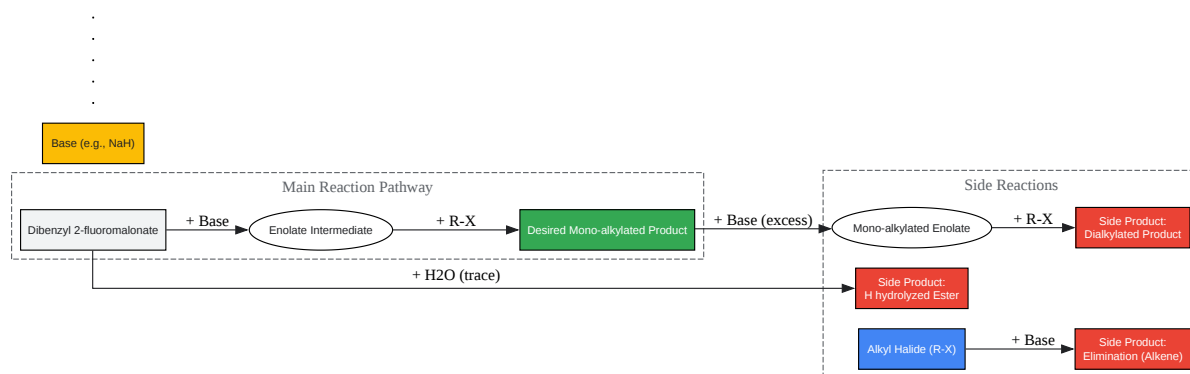 Base (e.g., NaH)
Main Reaction Pathway
Side Reactions
Dibenzyl 2-fluoromalonate
+ Base
Enolate Intermediate
+ R-X
Desired Mono-alkylated Product
+ Base (excess)
Mono-alkylated Enolate
+ R-X
Side Product:
Dialkylated Product
+ H2O (trace)
Side Product:
H hydrolyzed Ester
Alkyl Halide (R-X)
+ Base
Side Product:
Elimination (Alkene)